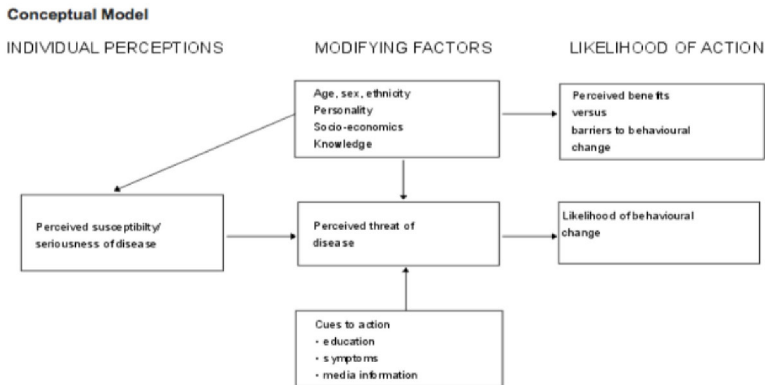 Conceptual Model
INDIVIDUAL PERCEPTIONS
MODIFYING FACTORS
LIKELIHOOD OF ACTION
Age, sex, ethnicity
Personality
Socio-economics
Knowledge
Perceived benefits
versus
barriers to behavioural
change
Perceived susceptibilty/
seriousness of disease
Perceived threat of
disease
Likelihood of behavioural
change
Cues to action
· education
· symptoms
· media information